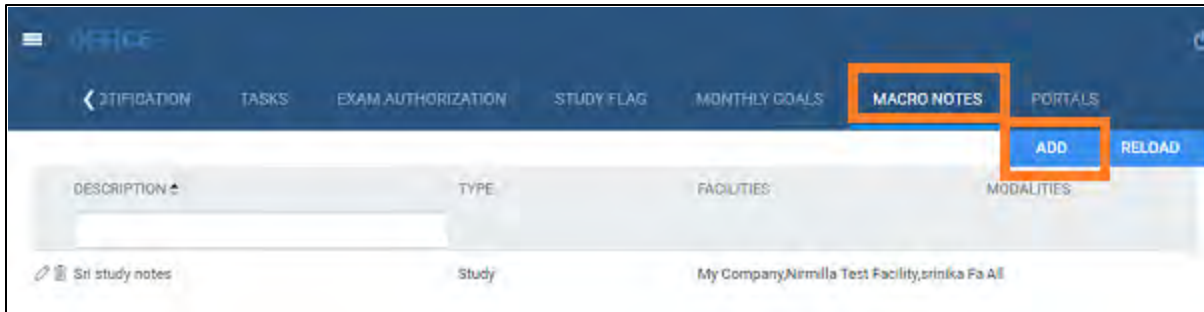 OFFICE
OTIFICATION TASKS EXAM AUTHORIZATION STUDY FLAG MONTHLY GOALS MACRO NOTES PORTALS
ADD RELOAD
DESCRIPTION TYPE FACILITIES MODALITIES
Sri study notes Study My Company,Nirmilla Test Facility,srinika Fa All